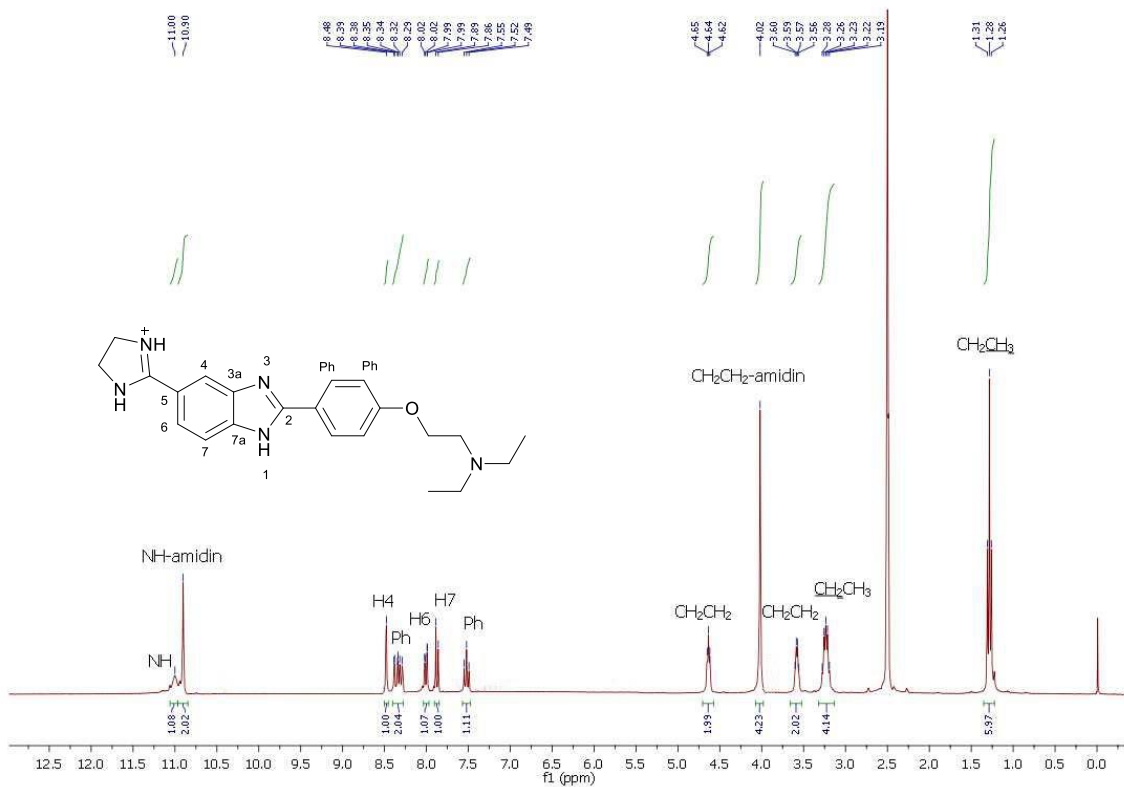 11.00
10.90
8.48
8.39
8.38
8.35
8.34
8.32
8.29
8.02
8.02
7.99
7.99
7.89
7.86
7.55
7.52
7.49
4.65
4.64
4.62
4.02
3.60
3.59
3.57
3.56
3.28
3.26
3.23
3.22
3.19
1.31
1.28
1.26
+
NH
N
H
4
5
6
7
3a
7a
3
N
N
H
1
2
Ph
Ph
O
N
CH2CH2-amidin
CH2CH3
NH-amidin
NH
H4
Ph
H6
H7
Ph
CH2CH2
CH2CH2
CH2CH3
1.08
2.02
1.00
2.04
1.07
1.00
1.11
1.99
4.23
2.02
4.14
5.97
12.5 12.0 11.5 11.0 10.5 10.0 9.5 9.0 8.5 8.0 7.5 7.0 6.5 6.0 5.5 5.0 4.5 4.0 3.5 3.0 2.5 2.0 1.5 1.0 0.5 0.0
f1 (ppm)